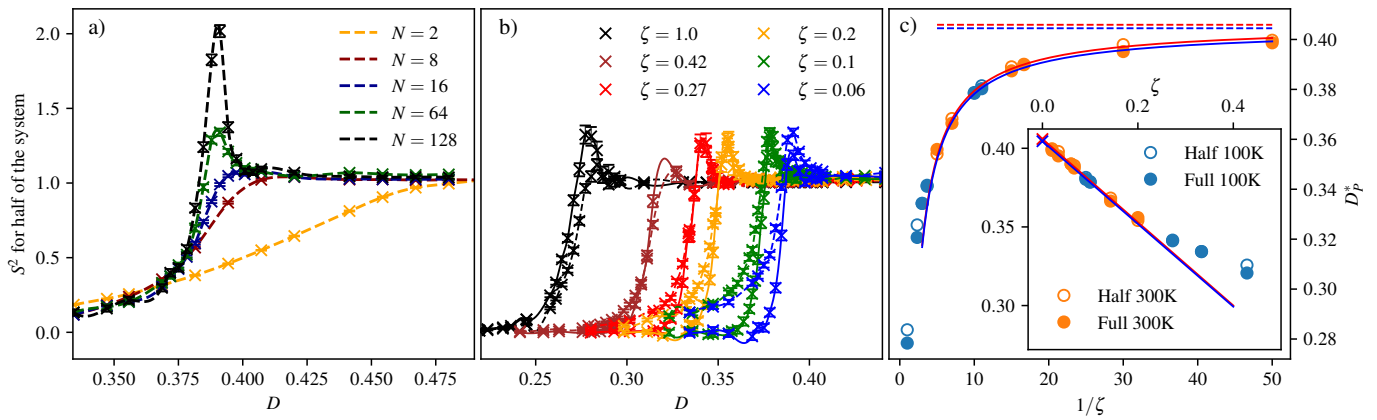 a)
N = 2
N = 8
N = 16
N = 64
N = 128
S² for half of the system
2.0
1.5
1.0
0.5
0.0
0.350 0.375 0.400 0.425 0.450 0.475
D
b)
ζ = 1.0
ζ = 0.42
ζ = 0.27
ζ = 0.2
ζ = 0.1
ζ = 0.06
0.25 0.30 0.35 0.40
D
c)
ζ
0.0 0.2 0.4
0.40
0.35
0.30
Half 100K
Full 100K
Half 300K
Full 300K
0 10 20 30 40 50
1/ζ
0.40
0.38
0.36
0.34
0.32
0.30
0.28
D*ₚ